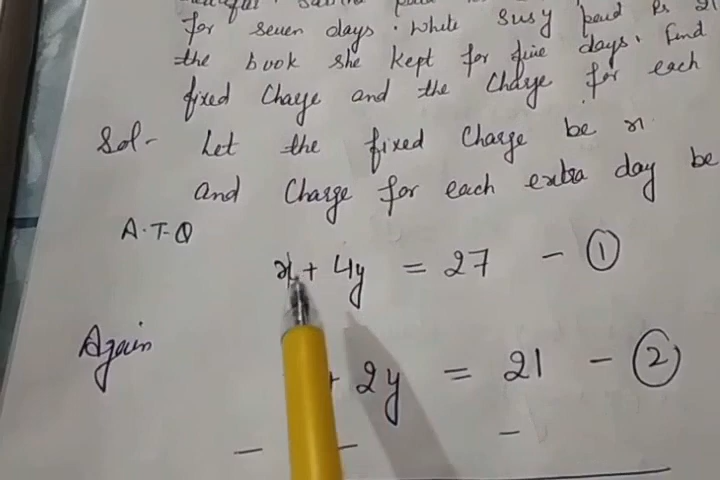 for seven days. While Susy paid Rs 21
the book she kept for five days. Find
fixed Charge and the Charge for each
Sol- Let the fixed Charge be x
and Charge for each extra day be
A.T.Q
x + 4y = 27 - ①
Again
+ 2y = 21 - ②
— — —